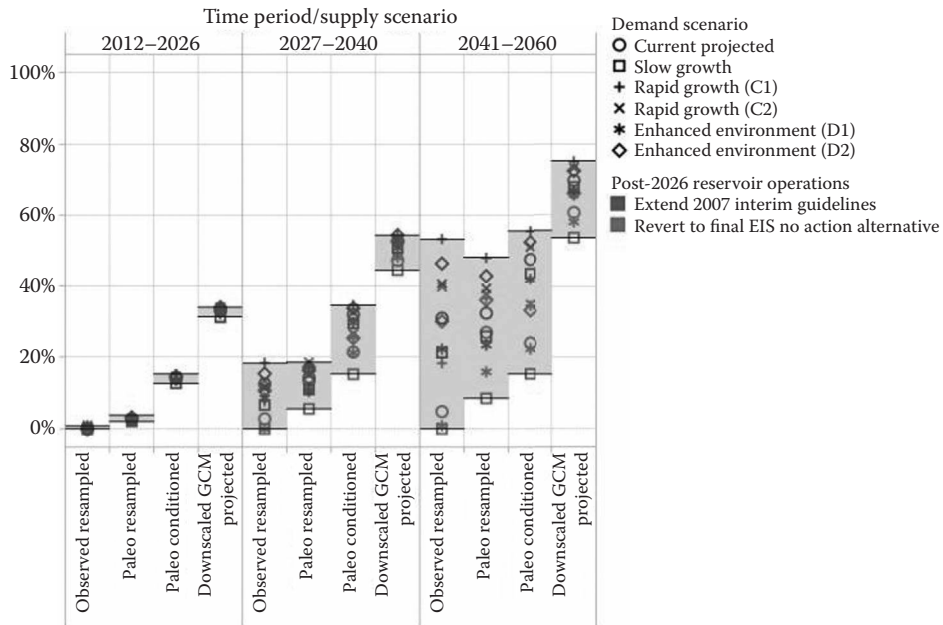 Time period/supply scenario
2012–2026
2027–2040
2041–2060
100%
80%
60%
40%
20%
0%
Observed resampled
Paleo resampled
Paleo conditioned
Downscaled GCM
projected
Observed resampled
Paleo resampled
Paleo conditioned
Downscaled GCM
projected
Observed resampled
Paleo resampled
Paleo conditioned
Downscaled GCM
projected
Demand scenario
Current projected
Slow growth
Rapid growth (C1)
Rapid growth (C2)
Enhanced environment (D1)
Enhanced environment (D2)
Post-2026 reservoir operations
Extend 2007 interim guidelines
Revert to final EIS no action alternative